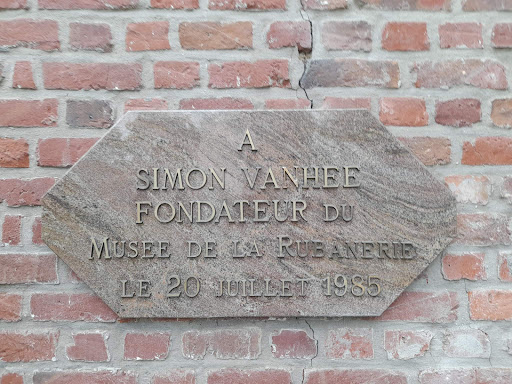 A
SIMON VANHEE
FONDATEUR DU
MUSEE DE LA RUBANERIE
LE 20 JUILLET 1985